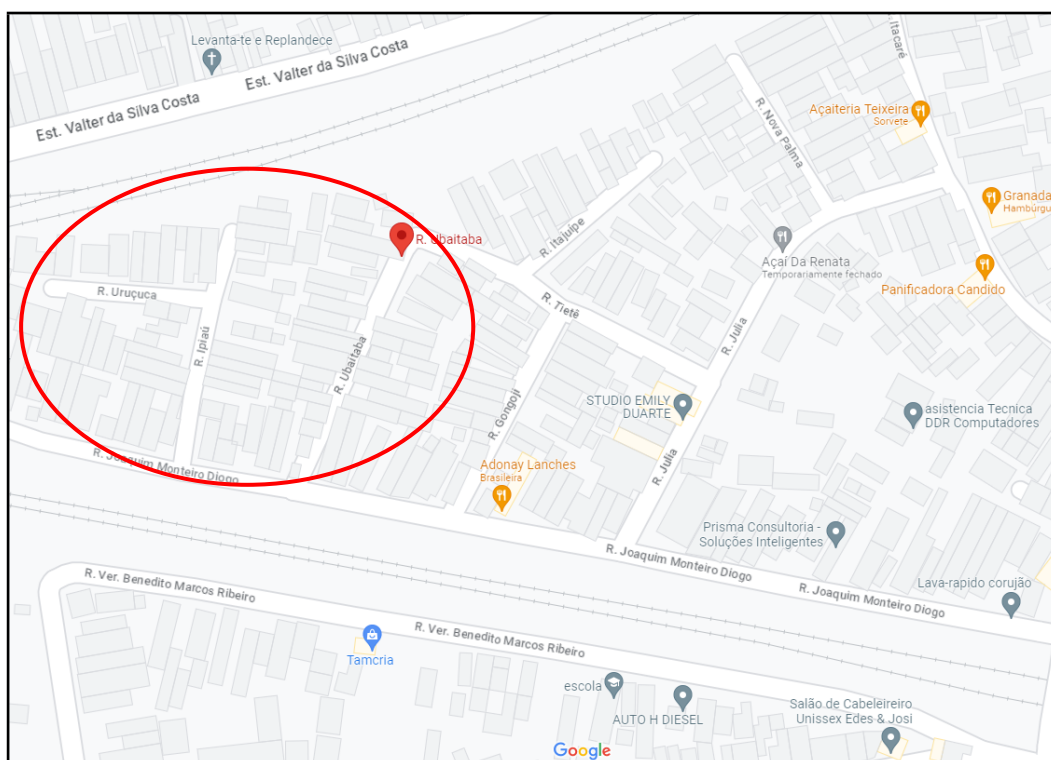 Levanta-te e Replandece
Est. Valter da Silva Costa
Est. Valter da Silva Costa
Itacaré
R. Nova Palma
Açaiteria Teixeira
Sorvete
Granada
Hambúrgu
R. Ubaitaba
R. Itajuipe
Açaí Da Renata
Temporariamente fechado
Panificadora Candido
R. Uruçuca
R. Tietê
R. Ipiaú
R. Ubaitaba
R. Julia
STUDIO EMILY
DUARTE
asistencia Tecnica
DDR Computadores
R. Gongoji
R. Joaquim Monteiro Diogo
Adonay Lanches
Brasileira
R. Julia
Prisma Consultoria -
Soluções Inteligentes
R. Joaquim Monteiro Diogo
R. Joaquim Monteiro Diogo
Lava-rapido corujão
R. Ver. Benedito Marcos Ribeiro
R. Ver. Benedito Marcos Ribeiro
Tamcria
escola
AUTO H DIESEL
Salão de Cabeleireiro
Unissex Edes & Josi
Google